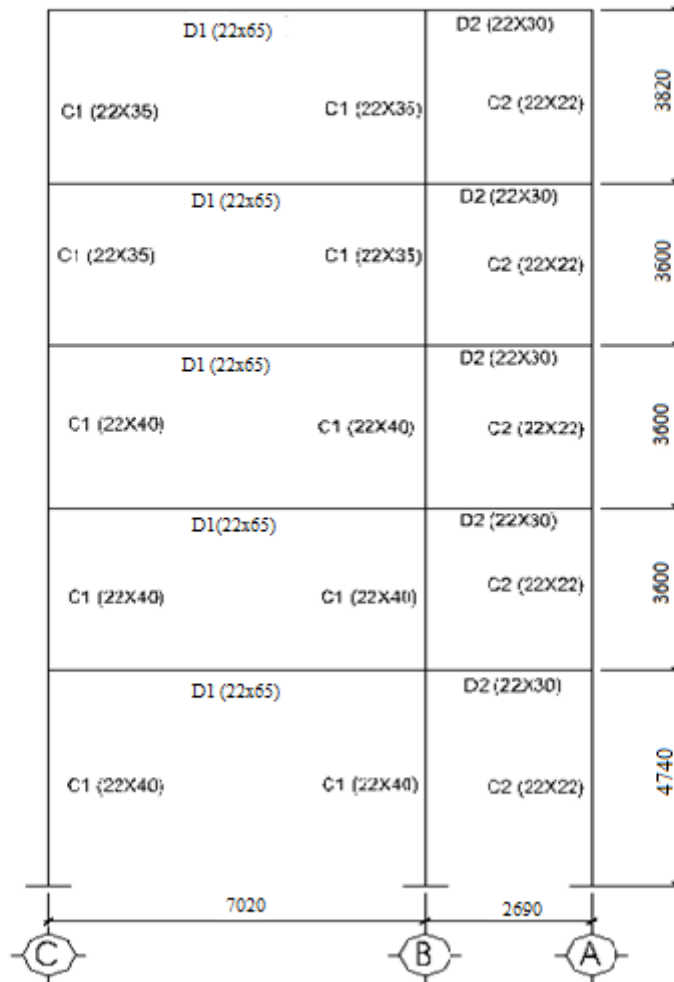 D1 (22x65)
D2 (22X30)
C1 (22X35)
C1 (22X35)
C2 (22X22)
3820
D1 (22x65)
D2 (22X30)
C1 (22X35)
C1 (22X35)
C2 (22X22)
3600
D1 (22x65)
D2 (22X30)
C1 (22X40)
C1 (22X40)
C2 (22X22)
3600
D1(22x65)
D2 (22X30)
C1 (22X40)
C1 (22X40)
C2 (22X22)
3600
D1 (22x65)
D2 (22X30)
C1 (22X40)
C1 (22X40)
C2 (22X22)
4740
7020
2690
C
B
A